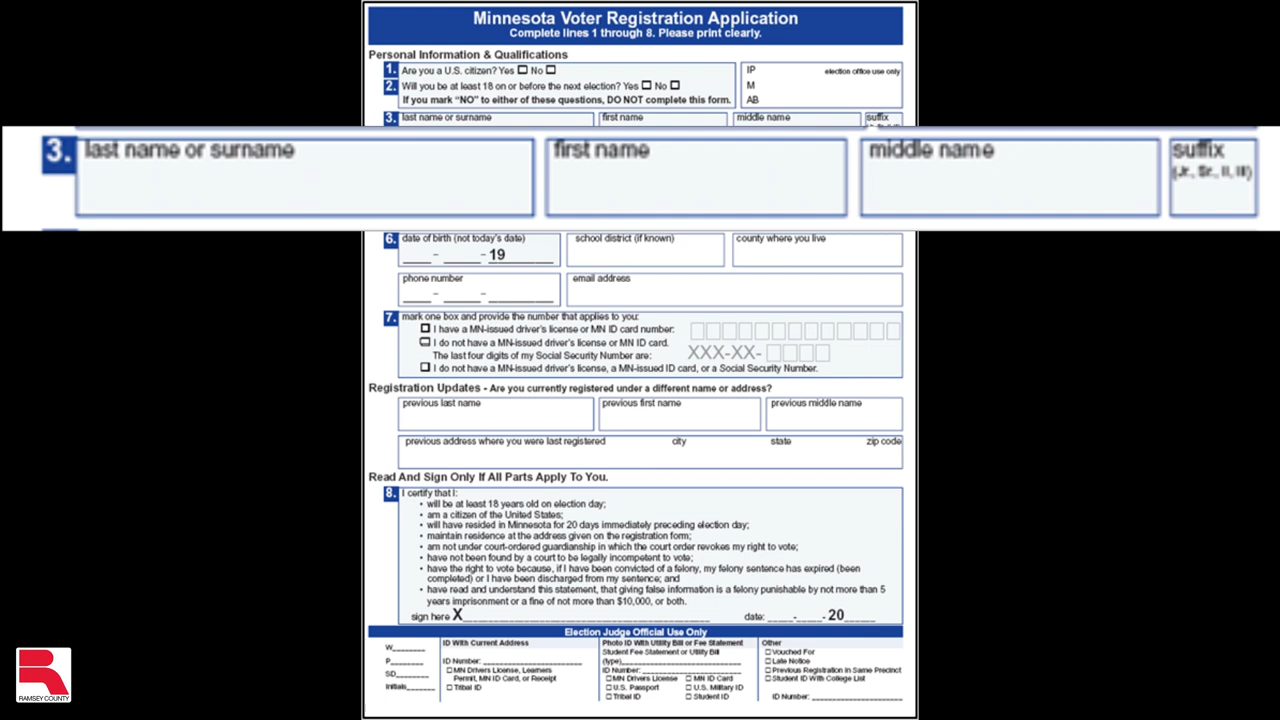 Minnesota Voter Registration Application
Complete lines 1 through 8. Please print clearly.
Personal Information & Qualifications
1. Are you a U.S. citizen? Yes No
2. Will you be at least 18 on or before the next election? Yes No
If you mark “NO” to either of these questions, DO NOT complete this form.
IP election office use only
M
AB
3. last name or surname first name middle name suffix
3. last name or surname first name middle name suffix
(Jr., Sr., II, III)
6. date of birth (not today's date) school district (if known) county where you live
____ – ____ – 19____
phone number email address
____ – ____ – ____
7. mark one box and provide the number that applies to you:
I have a MN-issued driver's license or MN ID card number:
I do not have a MN-issued driver's license or MN ID card.
The last four digits of my Social Security Number are: XXX-XX-
I do not have a MN-issued driver's license, a MN-issued ID card, or a Social Security Number.
Registration Updates - Are you currently registered under a different name or address?
previous last name previous first name previous middle name
previous address where you were last registered city state zip code
Read And Sign Only If All Parts Apply To You.
8. I certify that I:
• will be at least 18 years old on election day;
• am a citizen of the United States;
• will have resided in Minnesota for 20 days immediately preceding election day;
• maintain residence at the address given on the registration form;
• am not under court-ordered guardianship in which the court order revokes my right to vote;
• have not been found by a court to be legally incompetent to vote;
• have the right to vote because, if I have been convicted of a felony, my felony sentence has expired (been
completed) or I have been discharged from my sentence; and
• have read and understand this statement, that giving false information is a felony punishable by not more than 5
years imprisonment or a fine of not more than $10,000, or both.
sign here X____ date: ____-____-20____
Election Judge Official Use Only
W____
P____
SD____
Initials____
ID With Current Address
ID Number: ____
MN Drivers License, Learners
Permit, MN ID Card, or Receipt
Tribal ID
Photo ID With Utility Bill or Fee Statement
Student Fee Statement or Utility Bill
(type)____
ID Number: ____
MN Drivers License MN ID Card
U.S. Passport U.S. Military ID
Tribal ID Student ID
Other
Vouched For
Late Notice
Previous Registration In Same Precinct
Student ID With College List
ID Number: ____
RAMSEY COUNTY